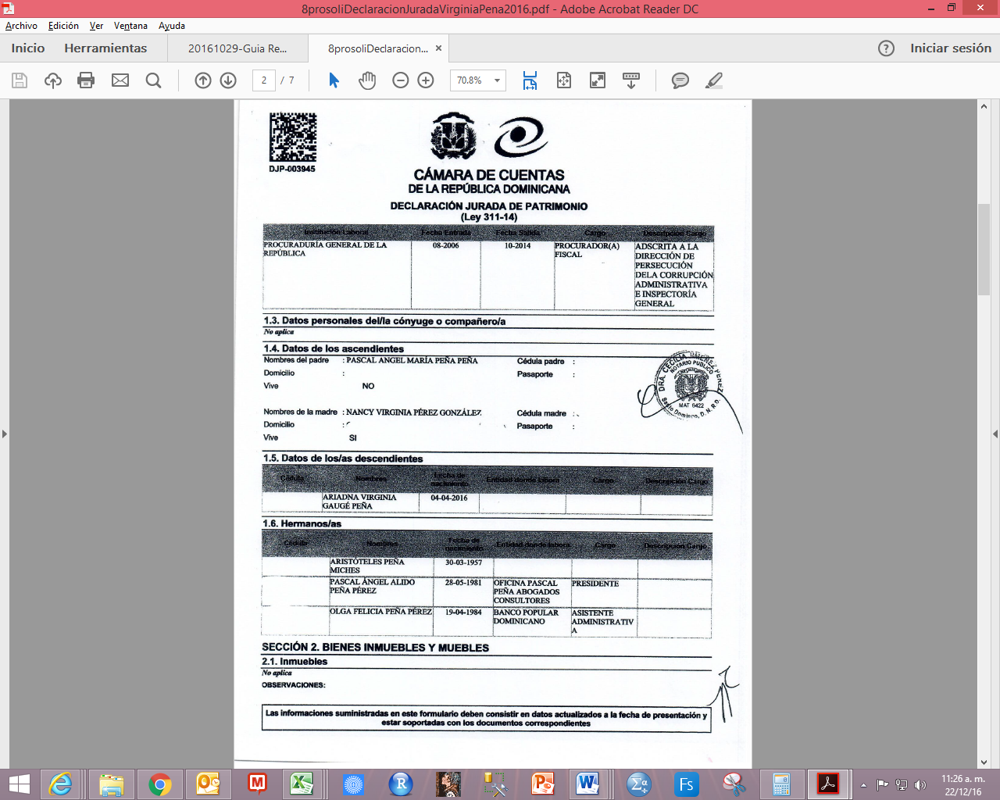 8prosoliDeclaracionJuradaVirginiaPena2016.pdf - Adobe Acrobat Reader DC
Archivo Edición Ver Ventana Ayuda
Inicio Herramientas 20161029-Guia Re... 8prosoliDeclaracion... × Iniciar sesión
2 / 7 70.8%
DJP-003945
CÁMARA DE CUENTAS
DE LA REPÚBLICA DOMINICANA
DECLARACIÓN JURADA DE PATRIMONIO
(Ley 311-14)
Institución Laboral Fecha Entrada Fecha Salida Cargo Descripción Cargo
PROCURADURÍA GENERAL DE LA 08-2006 10-2014 PROCURADOR(A) ADSCRITA A LA
REPÚBLICA FISCAL DIRECCIÓN DE
PERSECUCIÓN
DELA CORRUPCIÓN
ADMINISTRATIVA
E INSPECTORÍA
GENERAL
1.3. Datos personales del/la cónyuge o compañero/a
No aplica
1.4. Datos de los ascendientes
Nombres del padre : PASCAL ANGEL MARÍA PEÑA PEÑA Cédula padre :
Domicilio : Pasaporte :
Vive NO
DRA. CECILIA JIMENEZ PEREZ
NOTARIO PUBLICO
MAT 6422
Santo Domingo, D. N. R.D.
Nombres de la madre : NANCY VIRGINIA PÉREZ GONZÁLEZ Cédula madre :
Domicilio : Pasaporte :
Vive SI
1.5. Datos de los/as descendientes
Cédula Nombres Fecha de nacimiento Entidad donde Labora Cargo Descripción Cargo
ARIADNA VIRGINIA 04-04-2016
GAUGÉ PEÑA
1.6. Hermanos/as
Cédula Nombres Fecha de nacimiento Entidad donde labora Cargo Descripción Cargo
ARISTÓTELES PEÑA 30-03-1957
MICHES
PASCAL ÁNGEL ALIDO 28-05-1981 OFICINA PASCAL PRESIDENTE
PEÑA PÉREZ PEÑA ABOGADOS
CONSULTORES
OLGA FELICIA PEÑA PÉREZ 19-04-1984 BANCO POPULAR ASISTENTE
DOMINICANO ADMINISTRATIV
A
SECCIÓN 2. BIENES INMUEBLES Y MUEBLES
2.1. Inmuebles
No aplica
OBSERVACIONES:
Las informaciones suministradas en este formulario deben consistir en datos actualizados a la fecha de presentación y
estar soportadas con los documentos correspondientes
11:26 a. m.
22/12/16